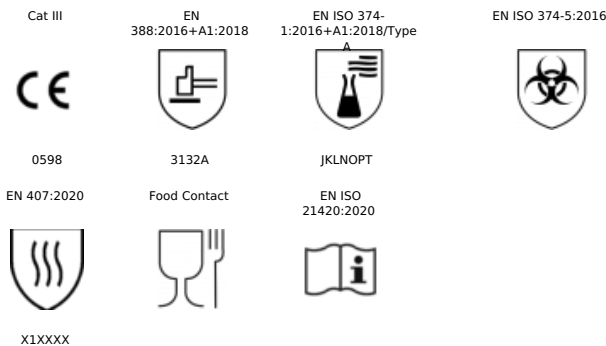 Cat III
EN
388:2016+A1:2018
EN ISO 374-
1:2016+A1:2018/Type
A
EN ISO 374-5:2016
CE
0598
3132A
JKLNOPT
EN 407:2020
Food Contact
EN ISO
21420:2020
i
X1XXXX